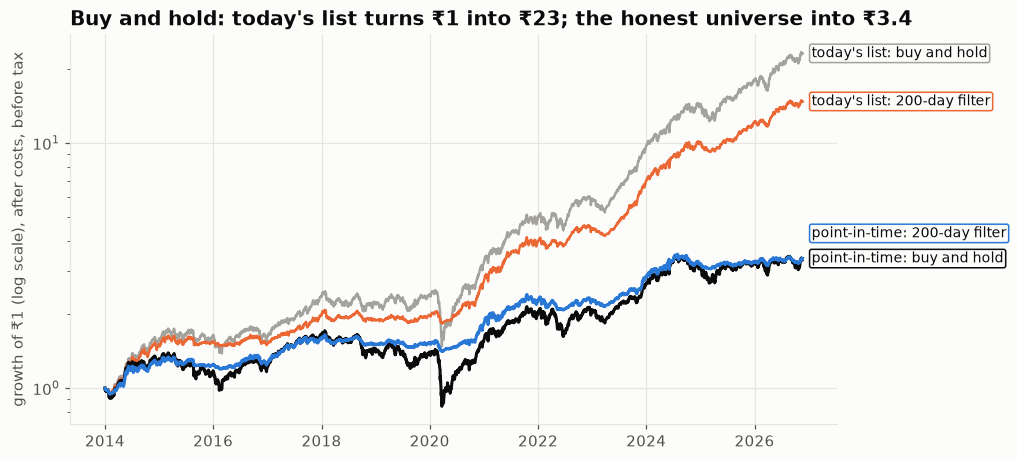 Buy and hold: today's list turns ₹1 into ₹23; the honest universe into ₹3.4
growth of ₹1 (log scale), after costs, before tax
10¹
10⁰
today's list: buy and hold
today's list: 200-day filter
point-in-time: 200-day filter
point-in-time: buy and hold
2014 2016 2018 2020 2022 2024 2026